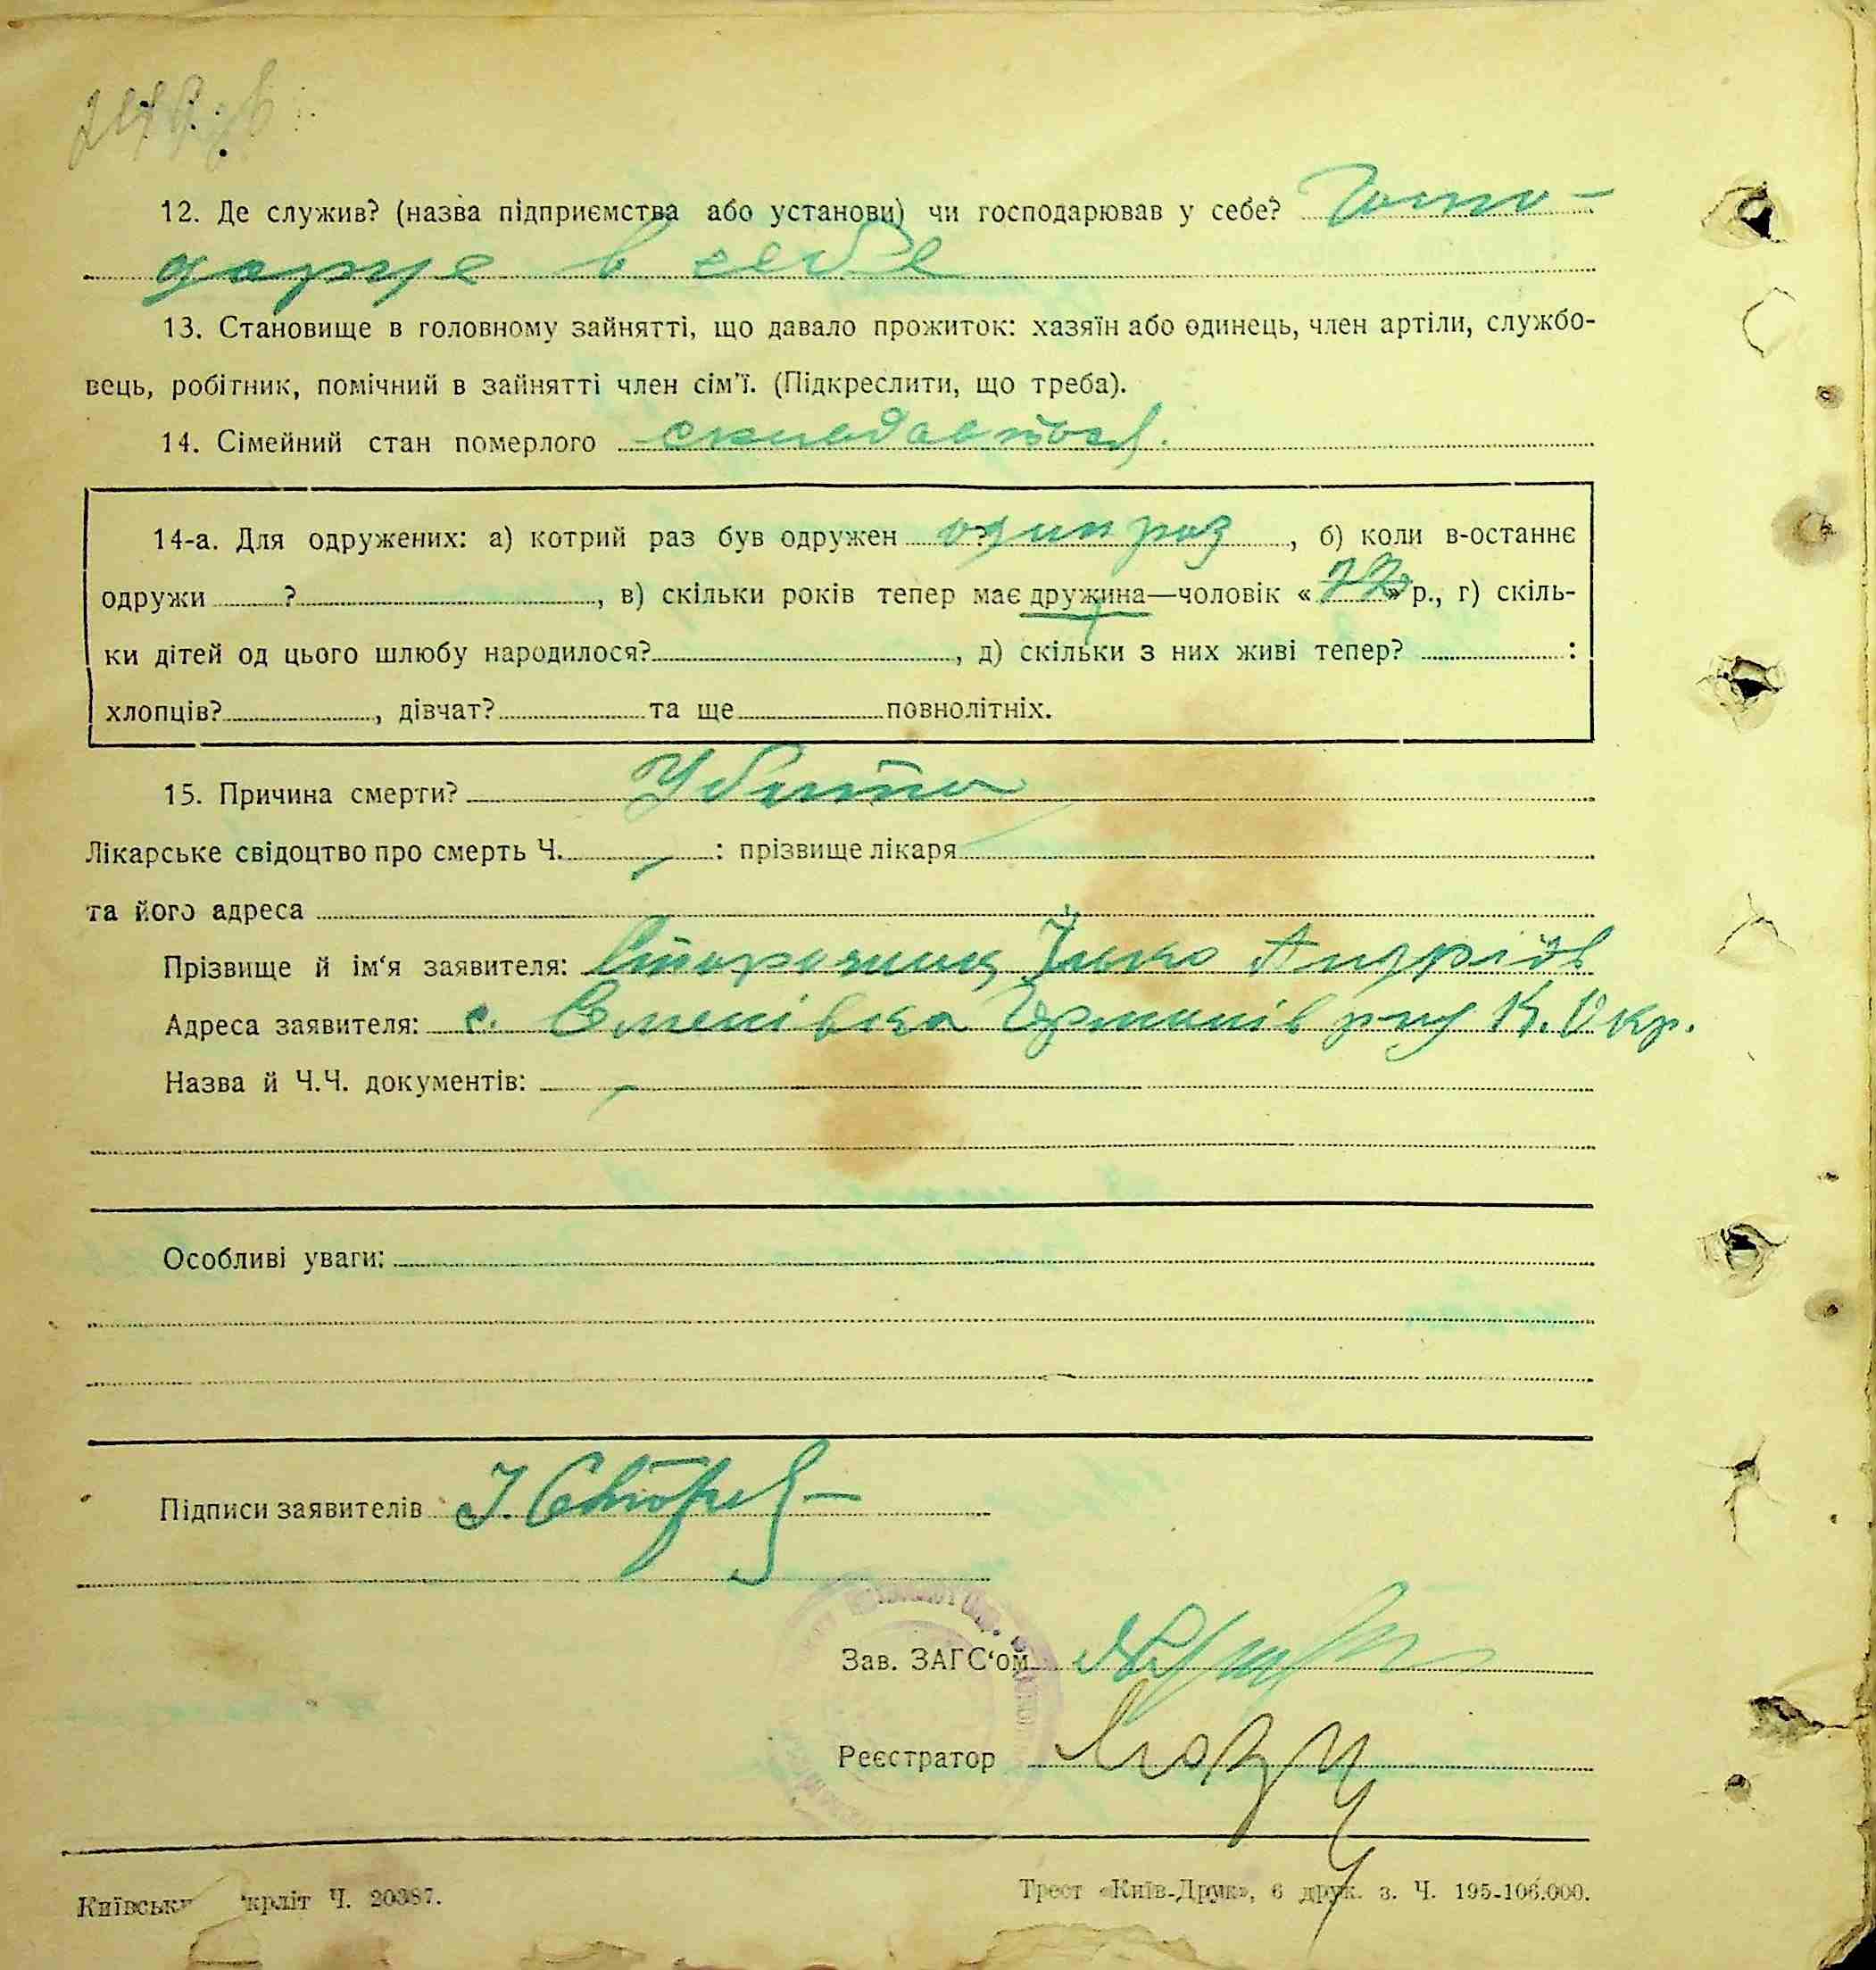 12. Де служив? (назва підприємства або установи) чи господарював у себе? Госпо-
дарює в себе
13. Становище в головному зайнятті, що давало прожиток: хазяїн або одинець, член артіли, службо-
вець, робітник, помічний в зайнятті член сім'ї. (Підкреслити, що треба).
14. Сімейний стан померлого
14-а. Для одружених: а) котрий раз був одружен один раз, б) коли в-останнє
одружи ?, в) скільки років тепер має дружина—чоловік « » р., г) скіль-
ки дітей од цього шлюбу народилося?, д) скільки з них живі тепер? :
хлопців?, дівчат? та ще повнолітніх.
15. Причина смерти? Убито
Лікарське свідоцтво про смерть Ч. : прізвище лікаря
та його адреса
Прізвище й ім'я заявителя: Ілько Андріїв
Адреса заявителя: с. К. Окр.
Назва й Ч.Ч. документів:
Особливі уваги:
Підписи заявителів
Зав. ЗАГС'ом
Реєстратор
Ч. 20387.
Трест «Київ-Друк», 6 друк. з. Ч. 195-106.000.